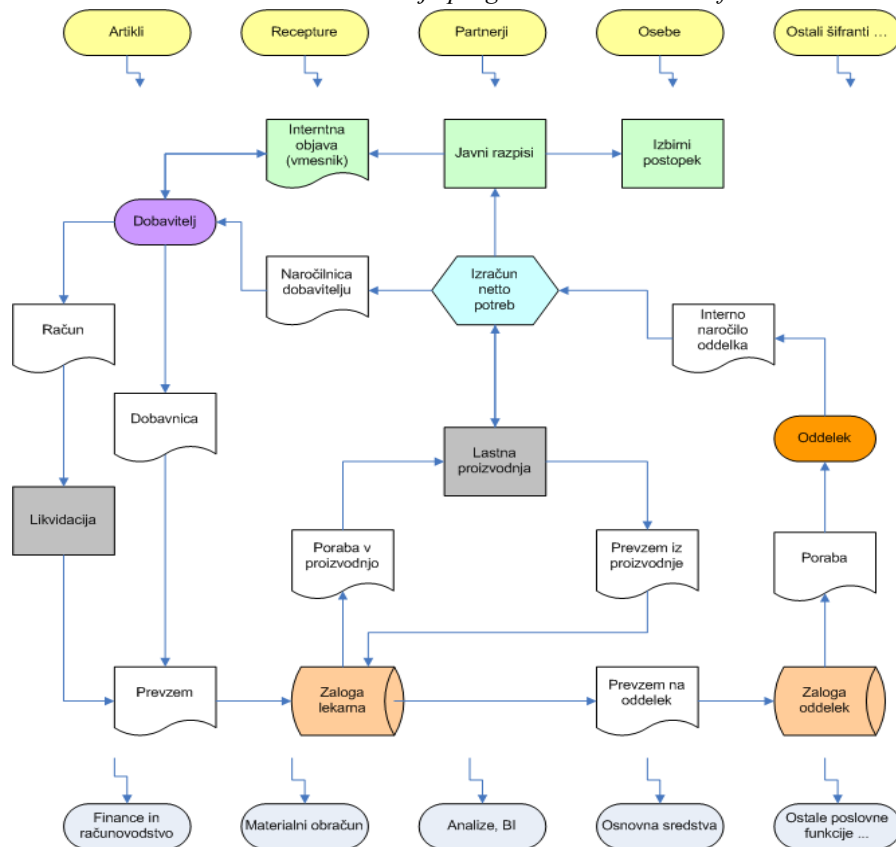 Artikli
Recepture
Partnerji
Osebe
Ostali šifranti ...
Interntna
objava
(vmesnik)
Javni razpisi
Izbirni
postopek
Dobavitelj
Naročilnica
dobavitelju
Izračun
netto
potreb
Interno
naročilo
oddelka
Račun
Dobavnica
Lastna
proizvodnja
Oddelek
Likvidacija
Poraba v
proizvodnjo
Prevzem iz
proizvodnje
Poraba
Prevzem
Zaloga
lekarna
Prevzem na
oddelek
Zaloga
oddelek
Finance in
računovodstvo
Materialni obračun
Analize, BI
Osnovna sredstva
Ostale poslovne
funkcije ...